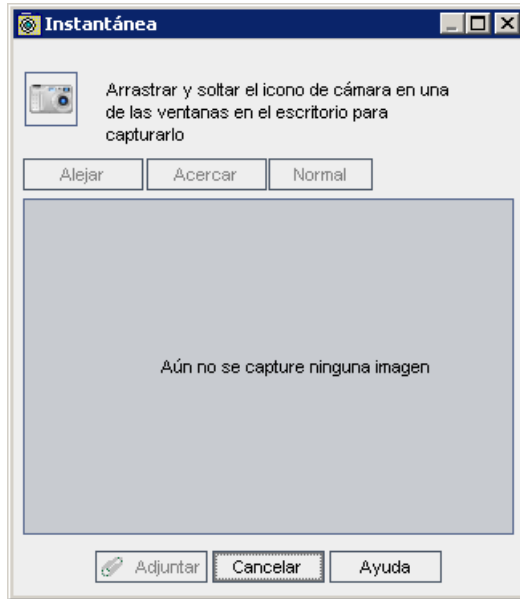 Instantánea
Arrastrar y soltar el icono de cámara en una
de las ventanas en el escritorio para
capturarlo
Alejar Acercar Normal
Aún no se capture ninguna imagen
Adjuntar Cancelar Ayuda